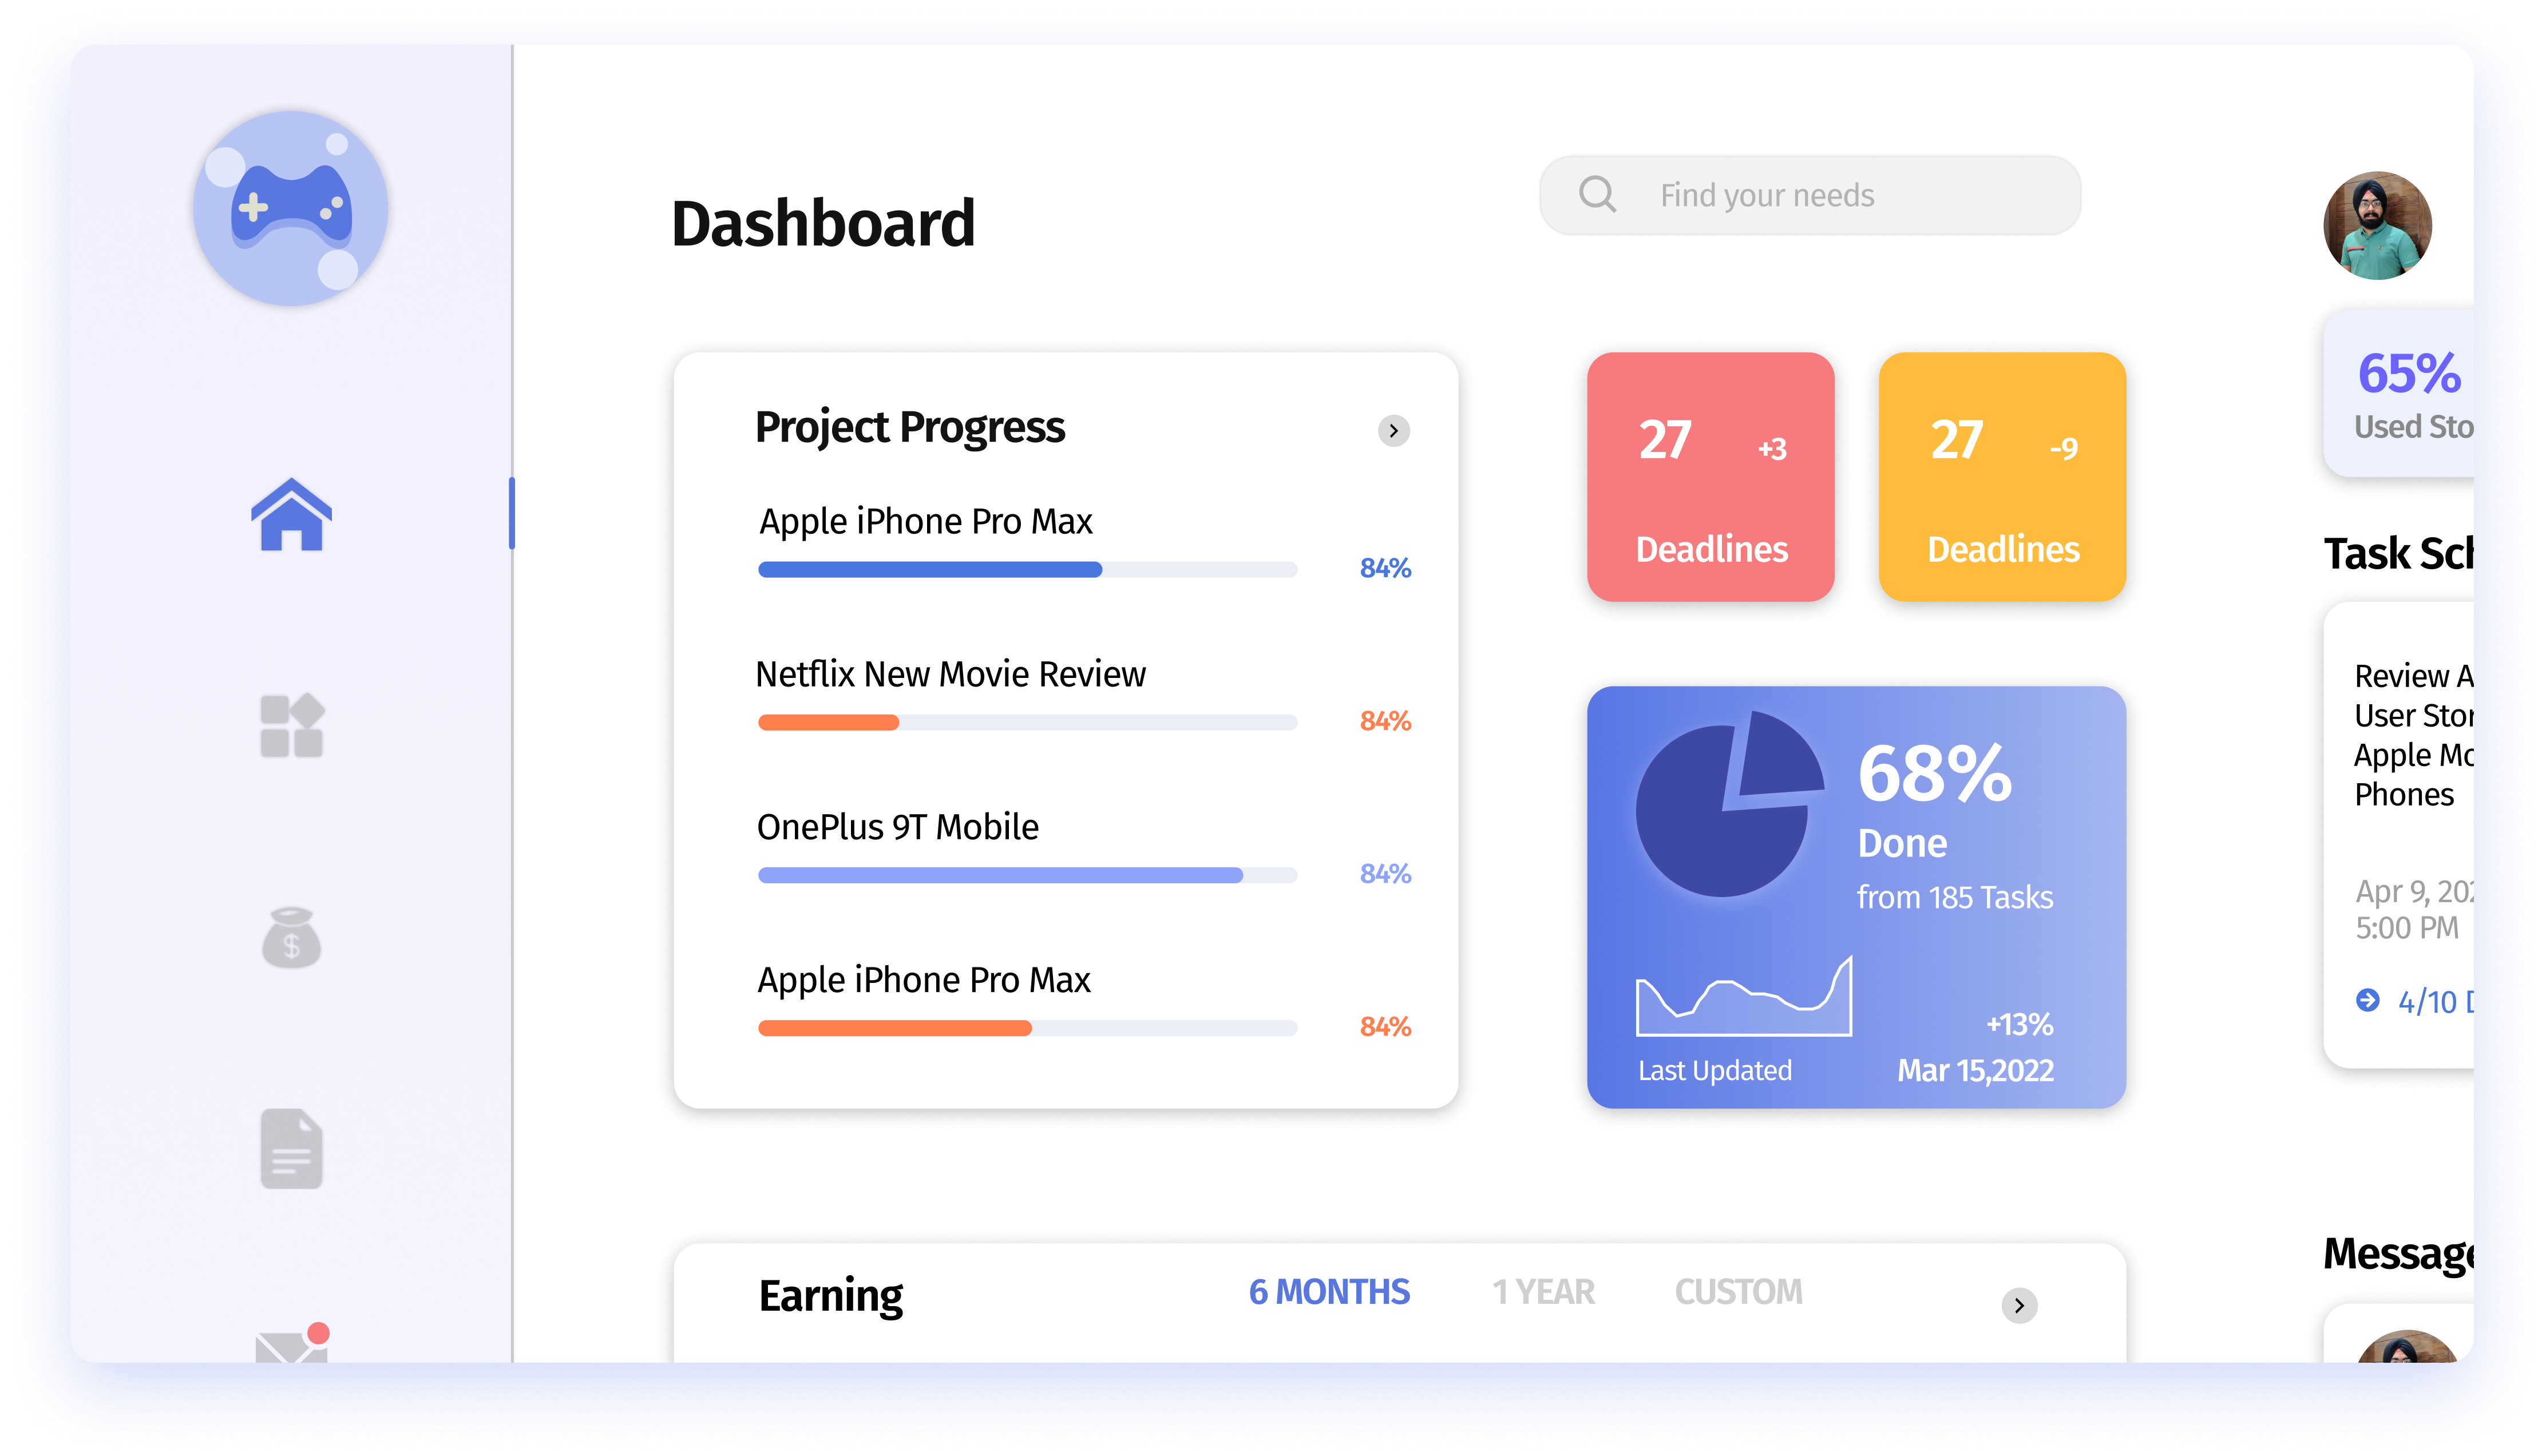 Dashboard
Find your needs
Project Progress
Apple iPhone Pro Max
84%
Netflix New Movie Review
84%
OnePlus 9T Mobile
84%
Apple iPhone Pro Max
84%
27 +3
Deadlines
27 -9
Deadlines
68%
Done
from 185 Tasks
+13%
Last Updated Mar 15,2022
65%
Used Sto
Task Sch
Review A
User Stor
Apple Mo
Phones
Apr 9, 202
5:00 PM
4/10 D
Earning 6 MONTHS 1 YEAR CUSTOM
Message